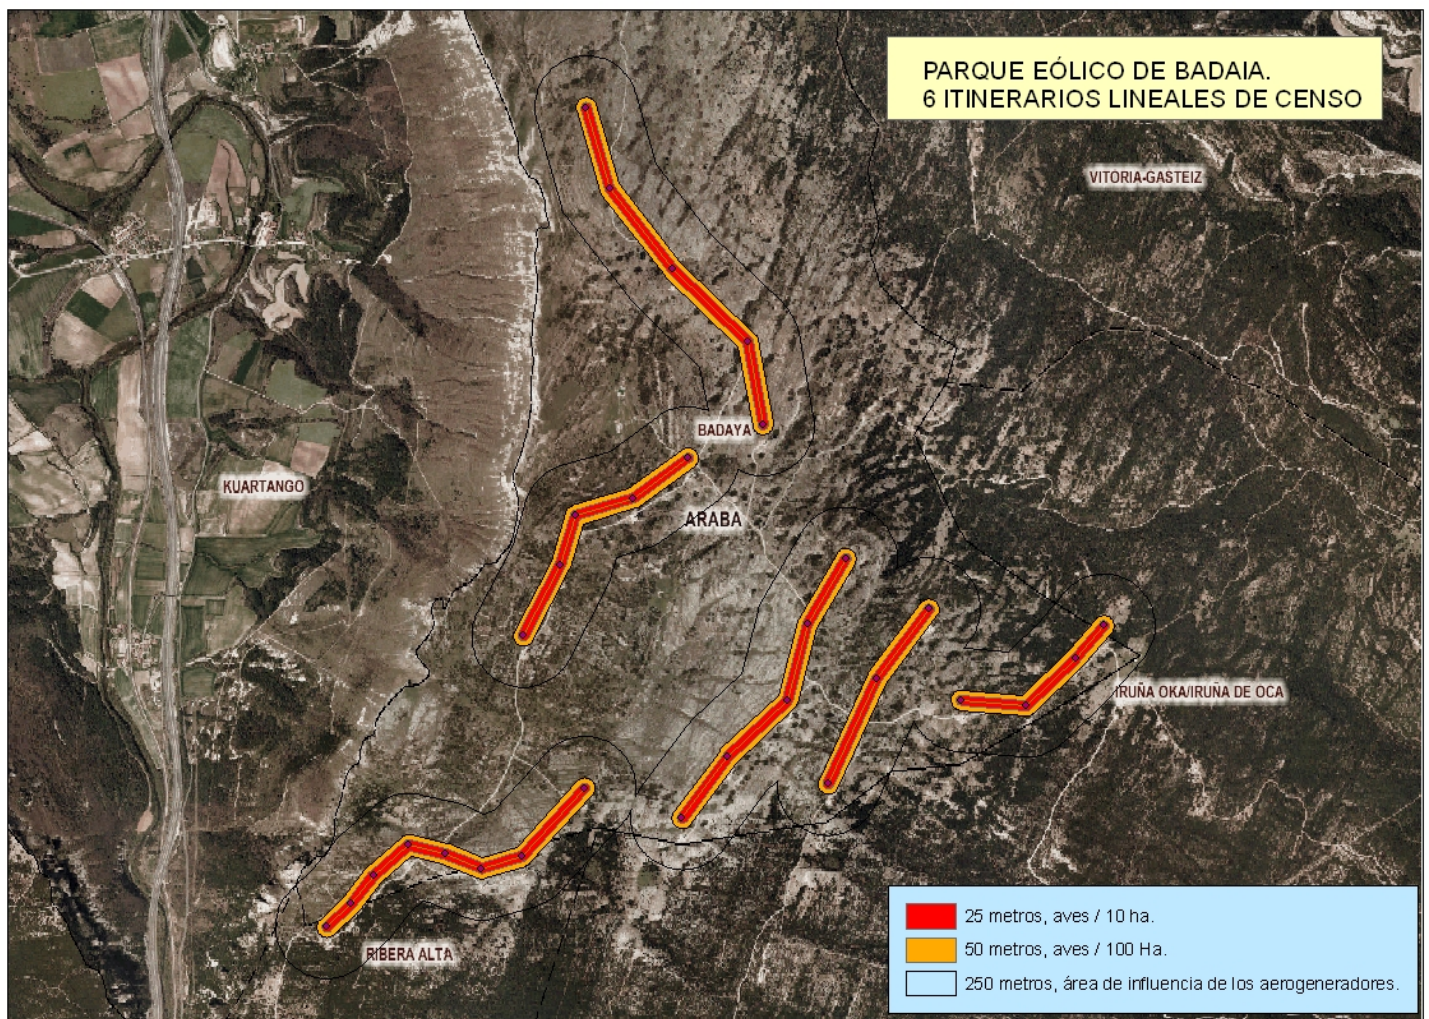 PARQUE EÓLICO DE BADAIA.
6 ITINERARIOS LINEALES DE CENSO
VITORIA-GASTEIZ
BADAYA
KUARTANGO
ARABA
IRUÑA OKA/IRUÑA DE OCA
RIBERA ALTA
25 metros, aves / 10 ha.
50 metros, aves / 100 Ha.
250 metros, área de influencia de los aerogeneradores.